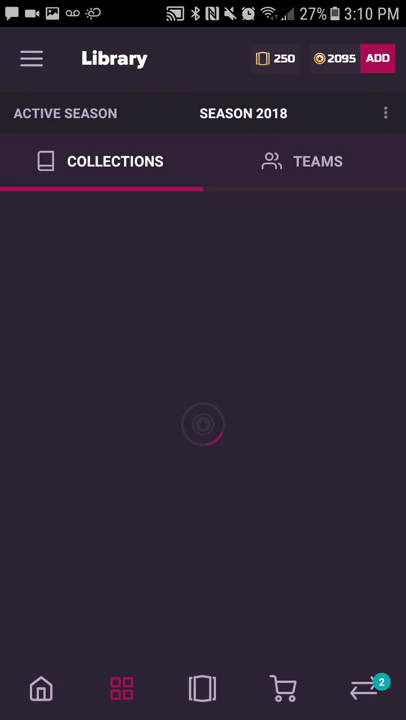 27% 3:10 PM
Library 250 2095 ADD
ACTIVE SEASON SEASON 2018
COLLECTIONS TEAMS
2